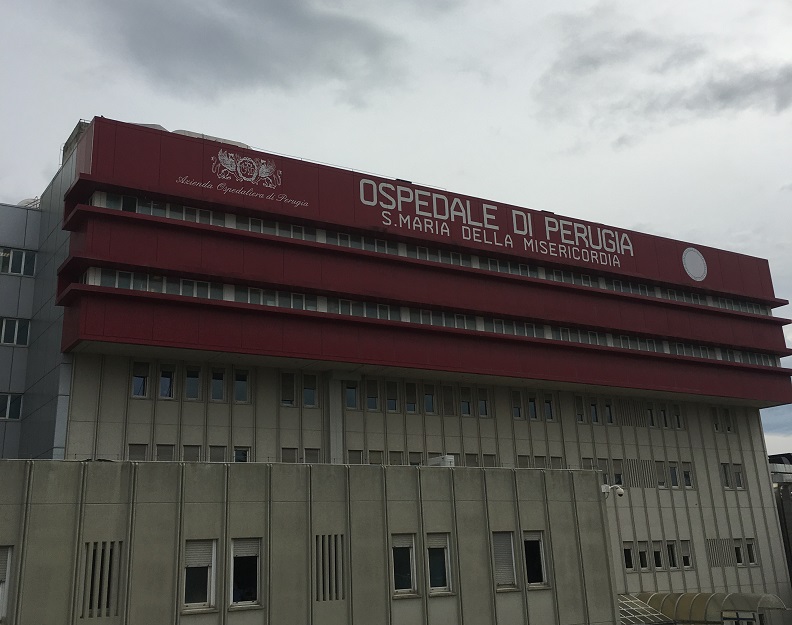 Azienda Ospedaliera di Perugia
OSPEDALE DI PERUGIA
S.MARIA DELLA MISERICORDIA